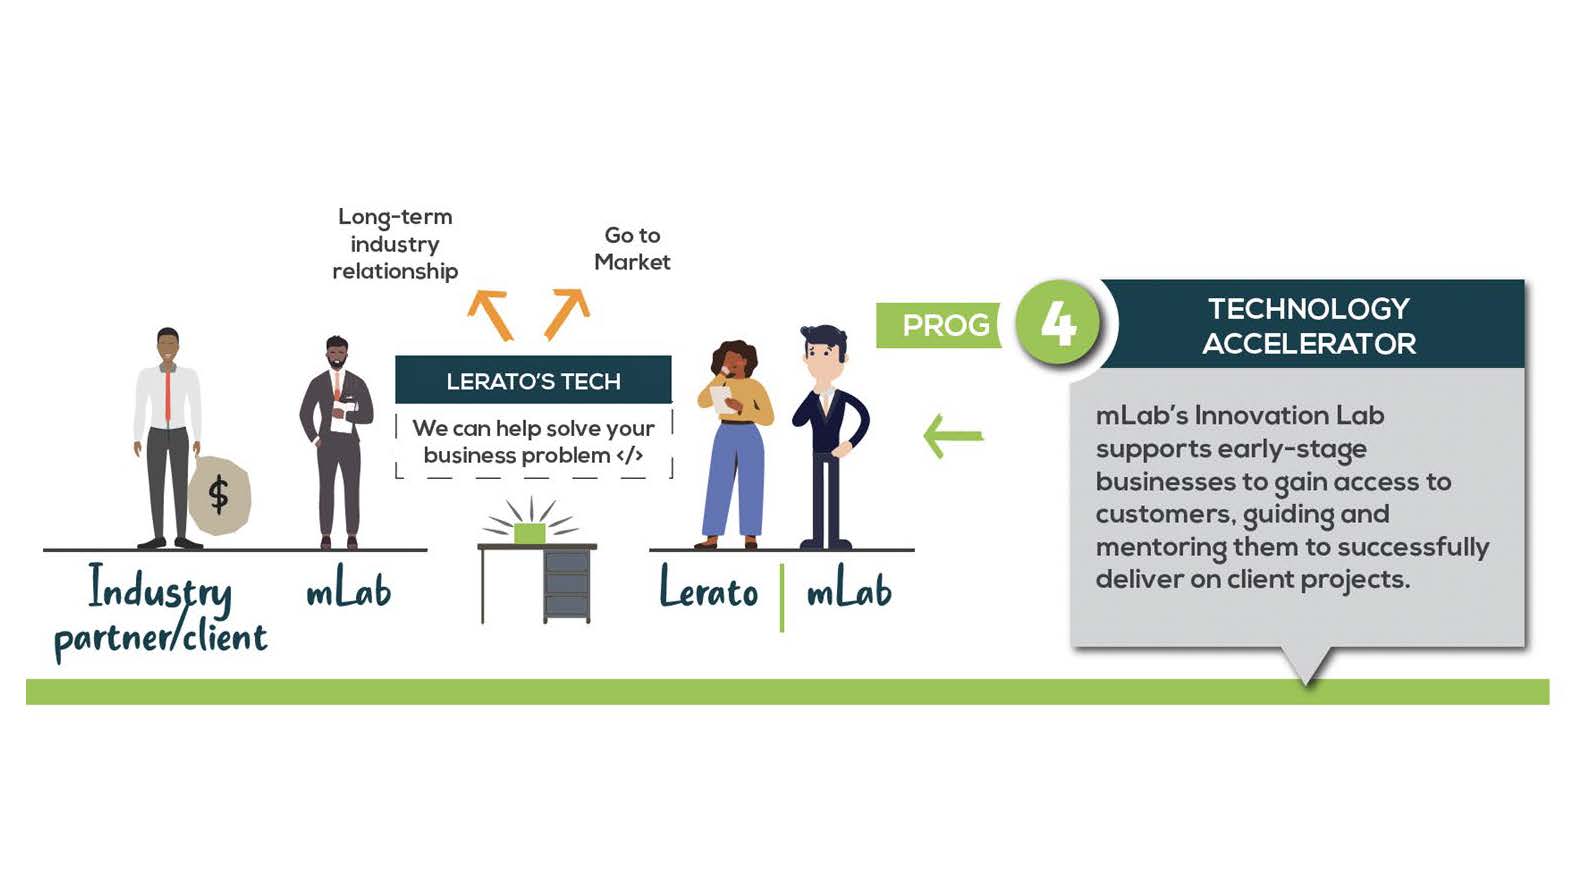 Long-term
industry
relationship
Go to
Market
LERATO'S TECH
We can help solve your
business problem </>
$
Industry
partner/client
mLab
Lerato
mLab
PROG 4
TECHNOLOGY
ACCELERATOR
mLab's Innovation Lab
supports early-stage
businesses to gain access to
customers, guiding and
mentoring them to successfully
deliver on client projects.